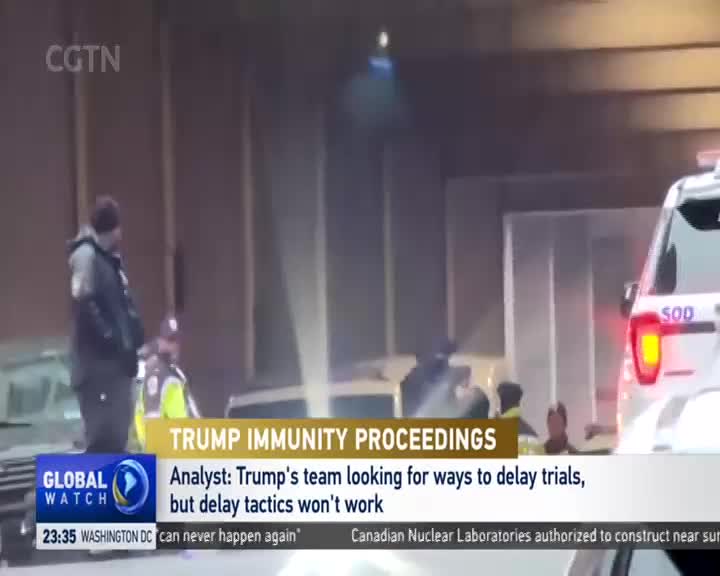 CGTN
SOD
TRUMP IMMUNITY PROCEEDINGS
Analyst: Trump's team looking for ways to delay trials,
but delay tactics won't work
GLOBAL
WATCH
23:35 WASHINGTON DC
can never happen again" Canadian Nuclear Laboratories authorized to construct near